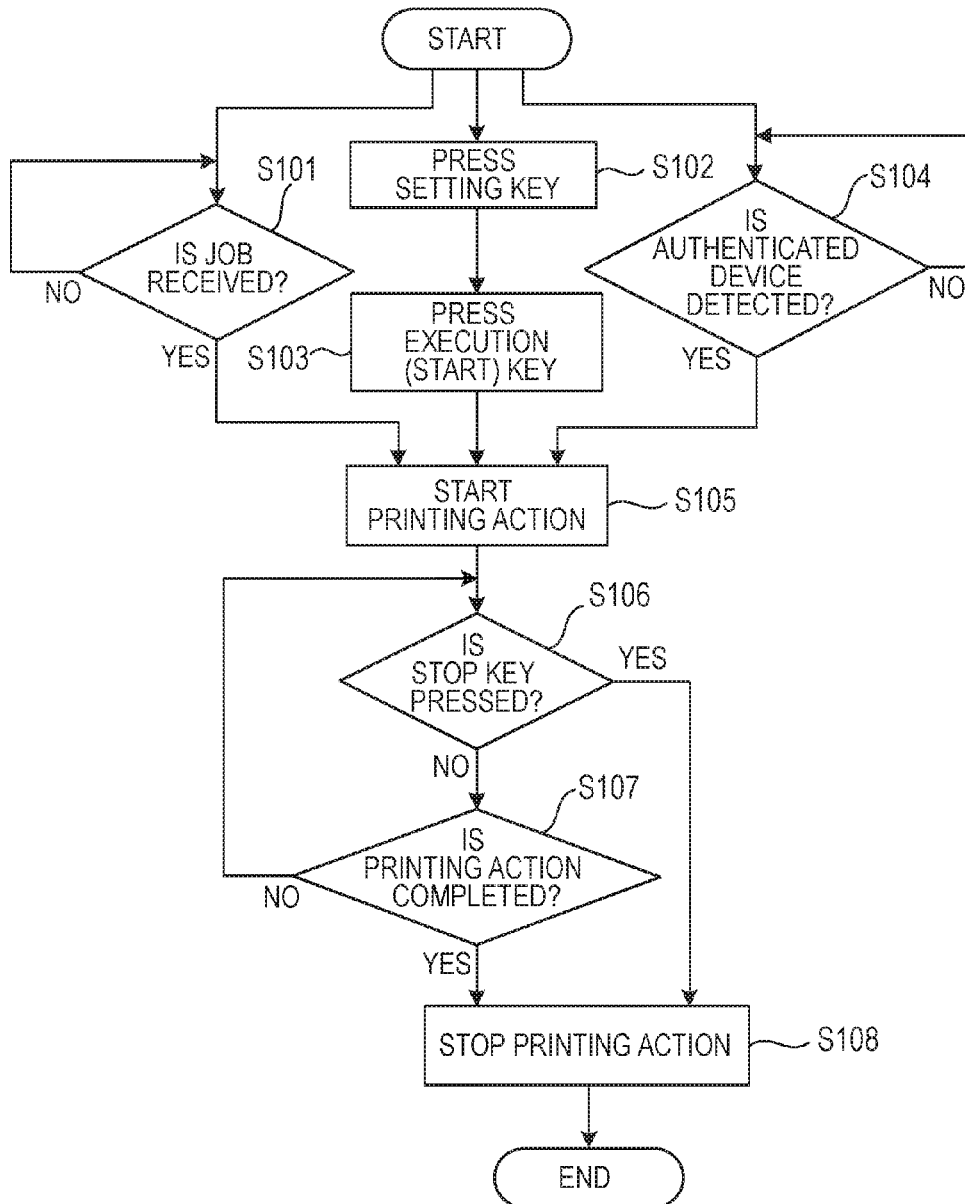 START
S101
PRESS
SETTING KEY
S102
S104
IS JOB
RECEIVED?
NO
YES
IS
AUTHENTICATED
DEVICE
DETECTED?
NO
YES
S103
PRESS
EXECUTION
(START) KEY
START
PRINTING ACTION
S105
S106
IS
STOP KEY
PRESSED?
YES
NO
S107
IS
PRINTING ACTION
COMPLETED?
NO
YES
STOP PRINTING ACTION
S108
END